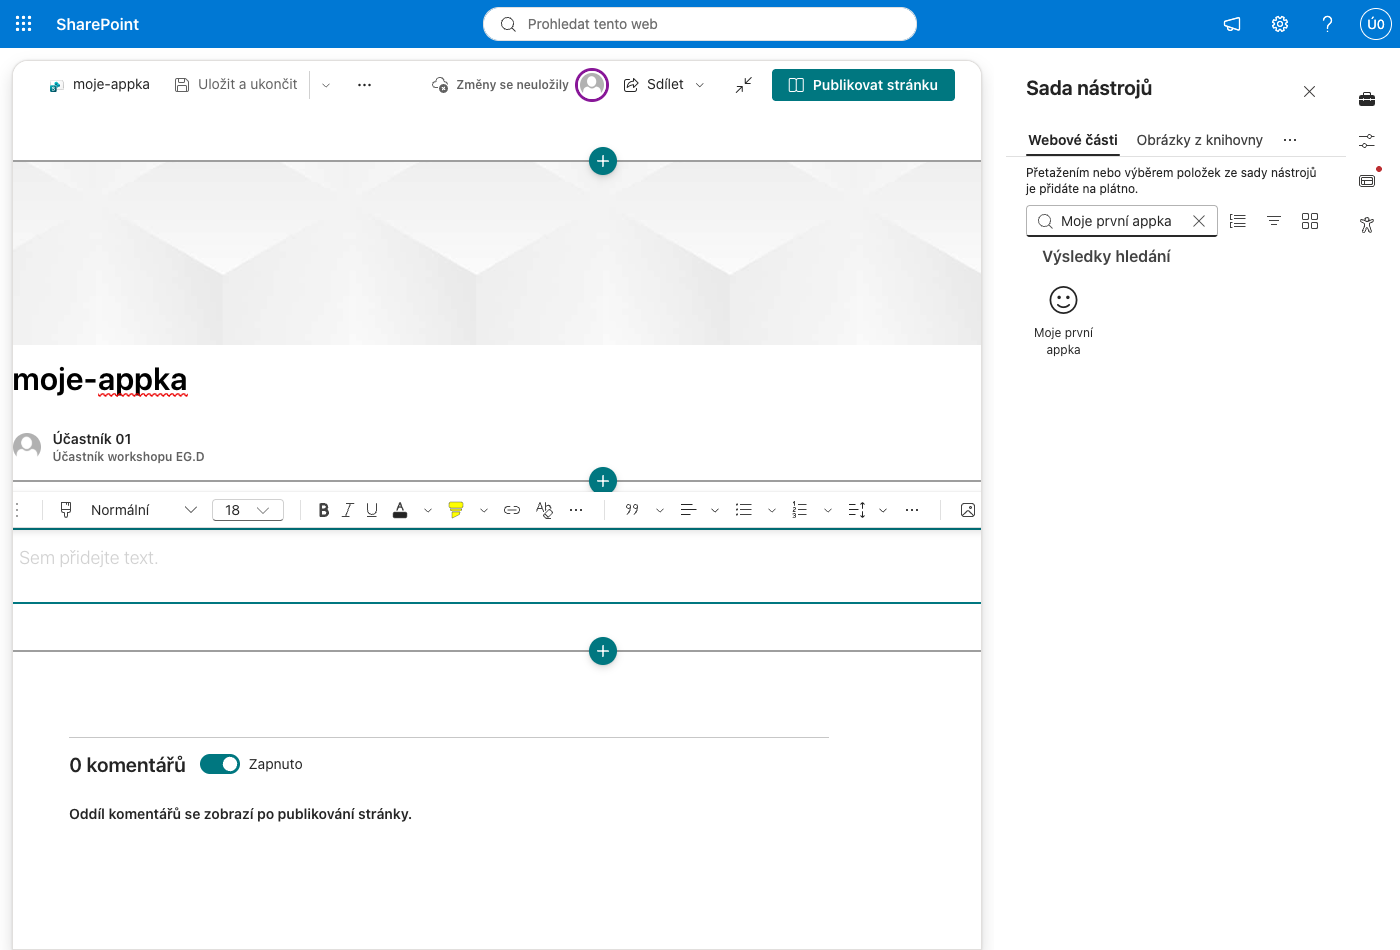 SharePoint
Prohledat tento web
Ú0
moje-appka
Uložit a ukončit
Změny se neuložily
Sdílet
Publikovat stránku
Sada nástrojů
Webové části
Obrázky z knihovny
Přetažením nebo výběrem položek ze sady nástrojů
je přidáte na plátno.
Moje první appka
Výsledky hledání
Moje první
appka
moje-appka
Účastník 01
Účastník workshopu EG.D
Normální
18
Sem přidejte text.
0 komentářů
Zapnuto
Oddíl komentářů se zobrazí po publikování stránky.